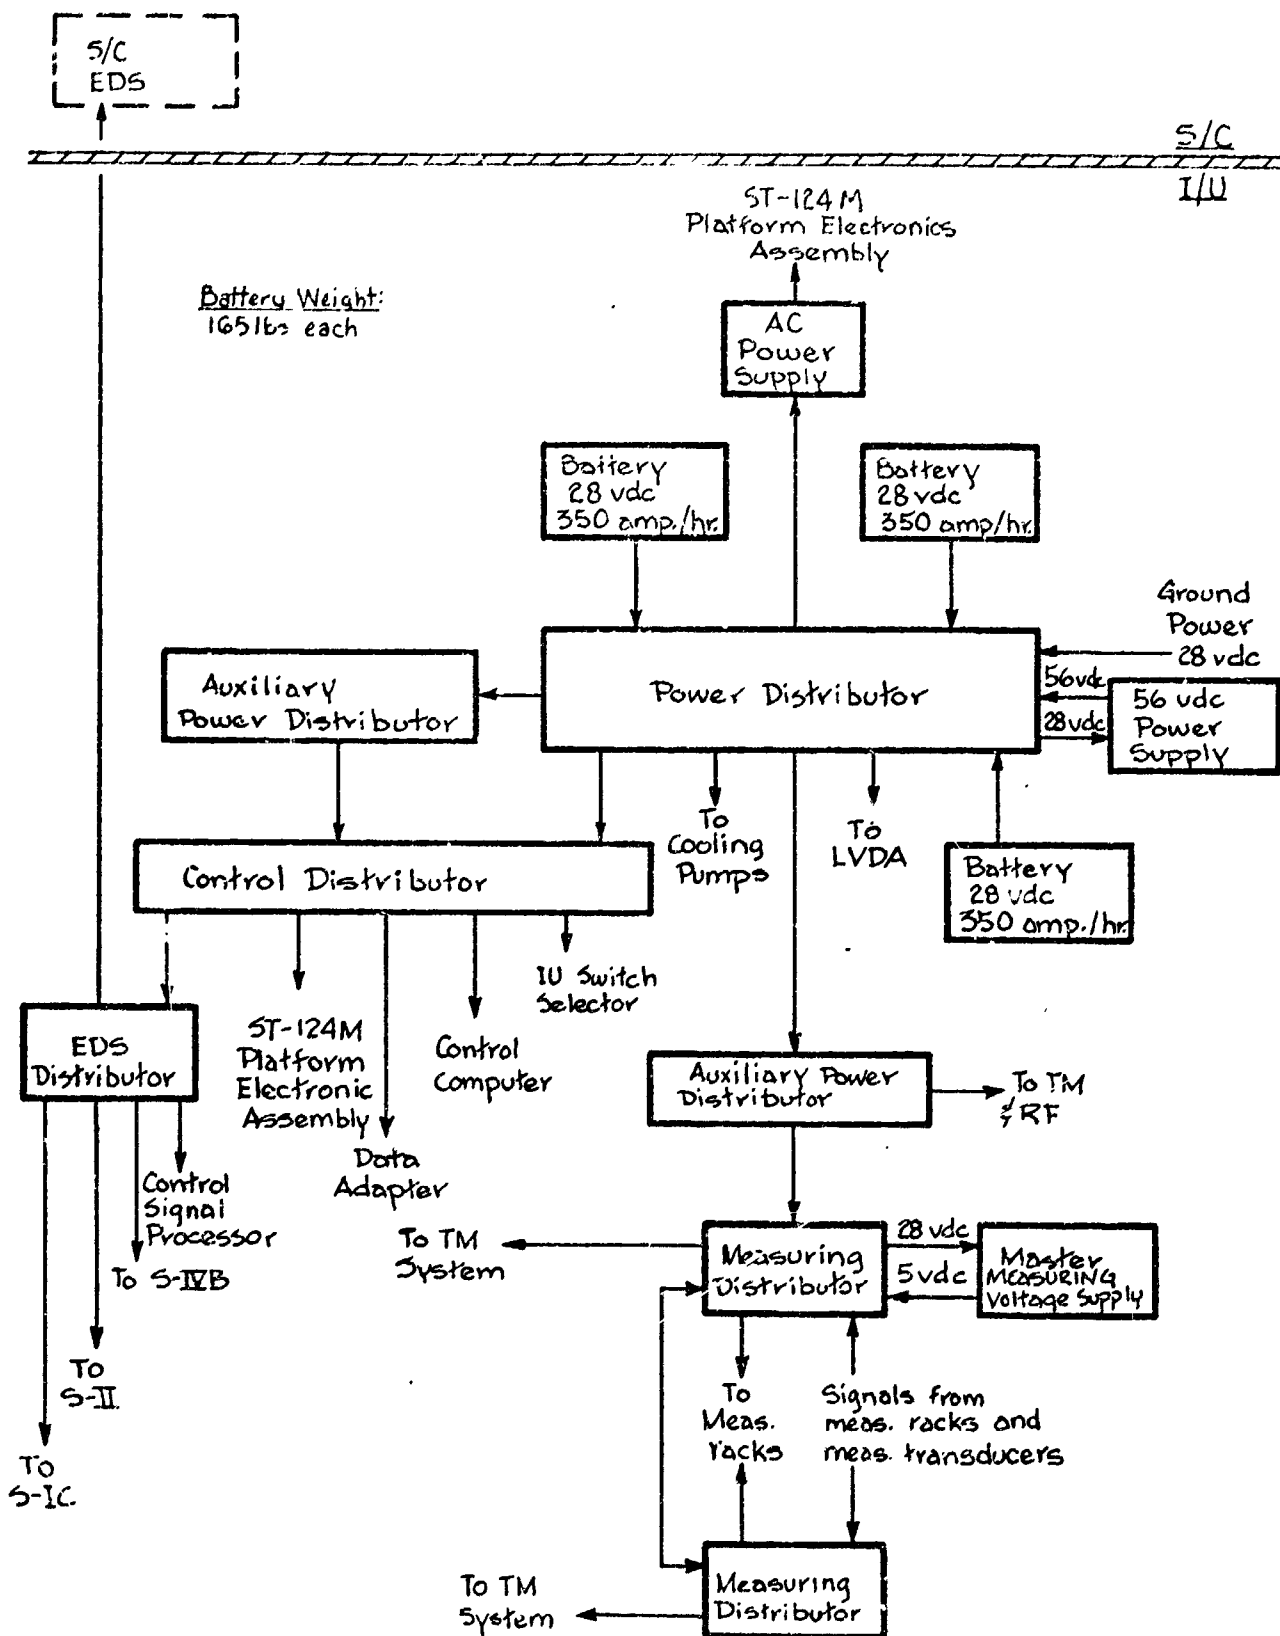 S/C
EDS
S/C
I/U
ST-124M
Platform Electronics
Assembly
Battery Weight:
165 lbs each
AC
Power
Supply
Battery
28 vdc
350 amp./hr.
Battery
28 vdc
350 amp/hr.
Ground
Power
28 vdc
Auxiliary
Power Distributor
Power Distributor
56 vdc
28 vdc
56 vdc
Power
Supply
To
Cooling
Pumps
To
LVDA
Battery
28 vdc
350 amp./hr.
Control Distributor
IU Switch
Selector
EDS
Distributor
ST-124M
Platform
Electronic
Assembly
Control
Computer
Data
Adapter
Auxiliary Power
Distributor
To TM
& RF
Control
Signal
Processor
To S-IVB
To
S-II
To
S-IC
To TM
System
Measuring
Distributor
28 vdc
5 vdc
Master
MEASURING
Voltage Supply
To
Meas.
racks
Signals from
meas. racks and
meas. transducers
To TM
System
Measuring
Distributor